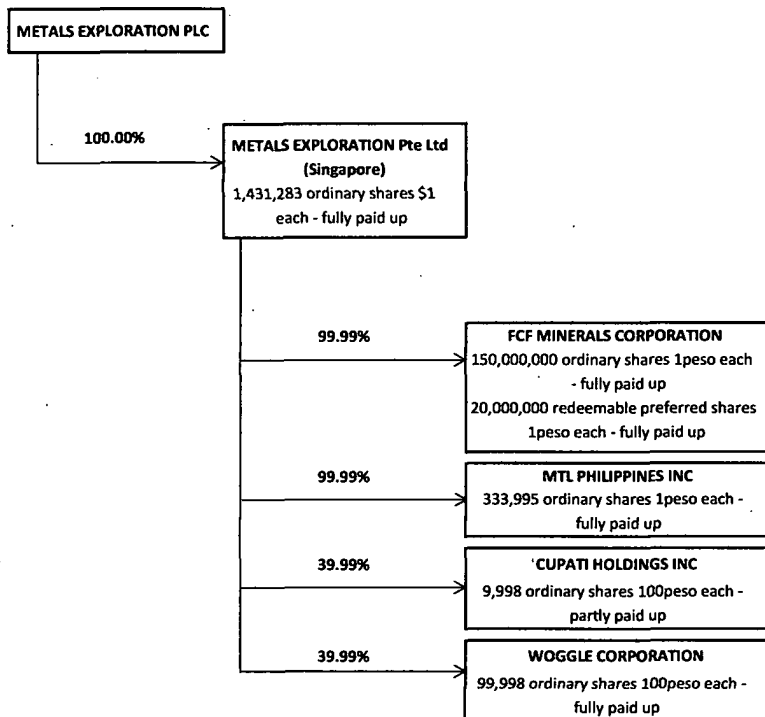 METALS EXPLORATION PLC
100.00%
METALS EXPLORATION Pte Ltd
(Singapore)
1,431,283 ordinary shares $1
each - fully paid up
99.99%
FCF MINERALS CORPORATION
150,000,000 ordinary shares 1peso each
- fully paid up
20,000,000 redeemable preferred shares
1peso each - fully paid up
99.99%
MTL PHILIPPINES INC
333,995 ordinary shares 1peso each -
fully paid up
39.99%
CUPATI HOLDINGS INC
9,998 ordinary shares 100peso each -
partly paid up
39.99%
WOGGLE CORPORATION
99,998 ordinary shares 100peso each -
fully paid up